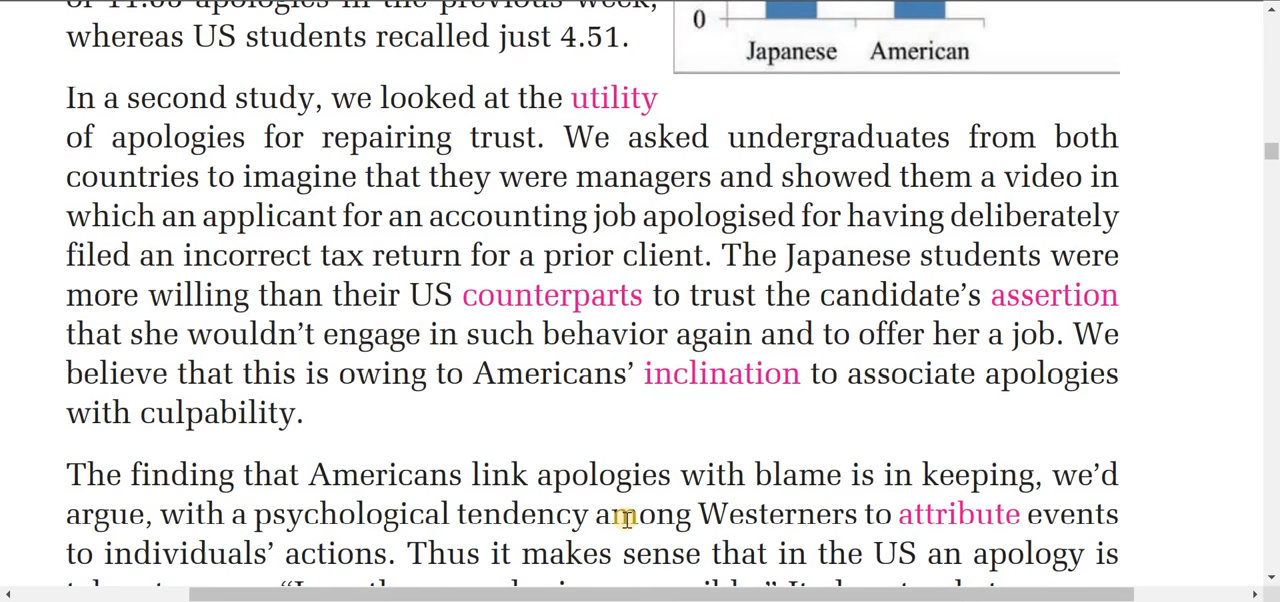 apologies in the previous week,
whereas US students recalled just 4.51.
0
Japanese American
In a second study, we looked at the utility
of apologies for repairing trust. We asked undergraduates from both
countries to imagine that they were managers and showed them a video in
which an applicant for an accounting job apologised for having deliberately
filed an incorrect tax return for a prior client. The Japanese students were
more willing than their US counterparts to trust the candidate’s assertion
that she wouldn’t engage in such behavior again and to offer her a job. We
believe that this is owing to Americans’ inclination to associate apologies
with culpability.
The finding that Americans link apologies with blame is in keeping, we’d
argue, with a psychological tendency among Westerners to attribute events
to individuals’ actions. Thus it makes sense that in the US an apology is